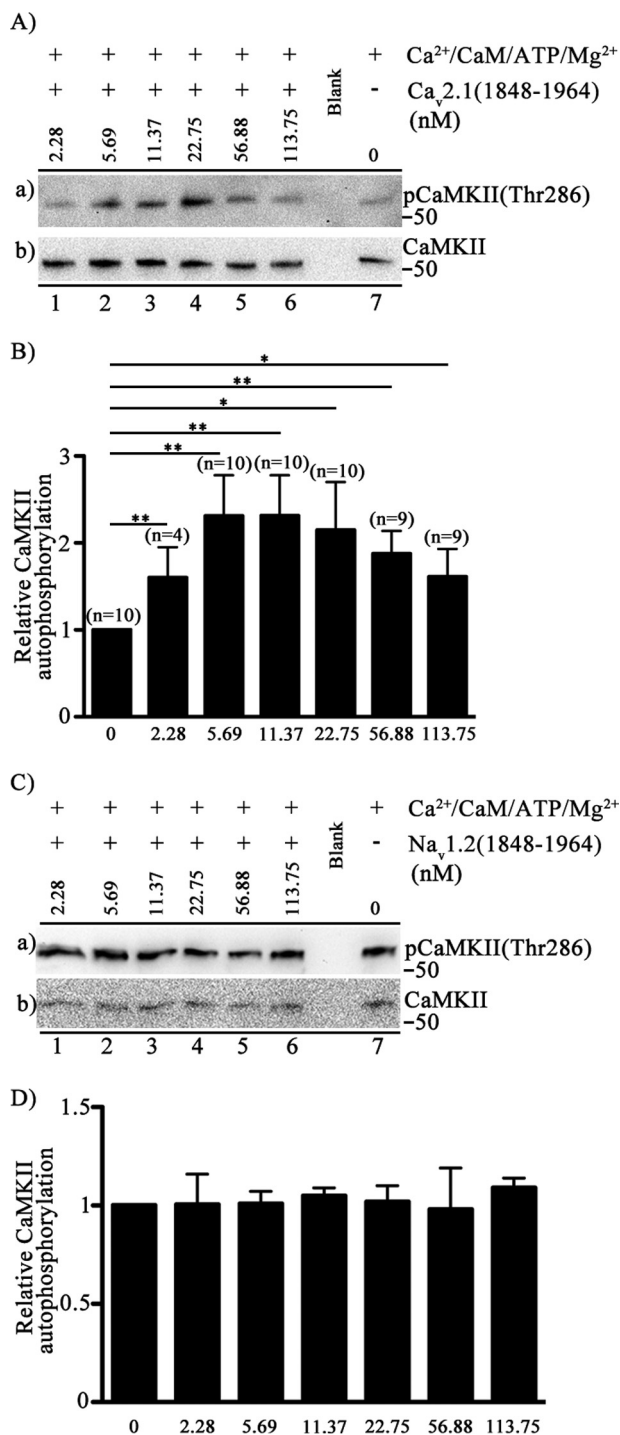 A)
+ + + + + + Blank + Ca²⁺/CaM/ATP/Mg²⁺
+ + + + + + - Caᵥ2.1(1848-1964)
2.28 5.69 11.37 22.75 56.88 113.75 0 (nM)
a) pCaMKII(Thr286)
-50
b) CaMKII
-50
1 2 3 4 5 6 7
B)
*
**
*
**
**
**
3
2
1
0
Relative CaMKII
autophosphorylation
(n=10) (n=4) (n=10) (n=10) (n=10) (n=9) (n=9)
0 2.28 5.69 11.37 22.75 56.88 113.75
C)
+ + + + + + Blank + Ca²⁺/CaM/ATP/Mg²⁺
+ + + + + + - Naᵥ1.2(1848-1964)
2.28 5.69 11.37 22.75 56.88 113.75 0 (nM)
a) pCaMKII(Thr286)
-50
b) CaMKII
-50
1 2 3 4 5 6 7
D)
1.5
1
0.5
0
Relative CaMKII
autophosphorylation
0 2.28 5.69 11.37 22.75 56.88 113.75